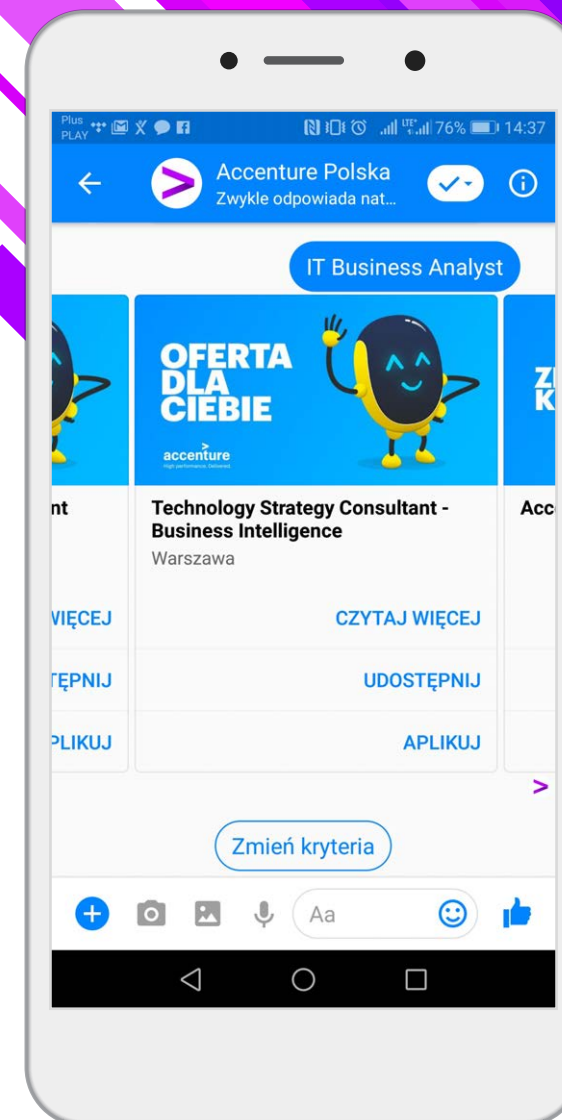 Plus
PLAY
76% 14:37
Accenture Polska
Zwykle odpowiada nat...
IT Business Analyst
OFERTA
DLA
CIEBIE
accenture
High performance. Delivered.
nt
Technology Strategy Consultant -
Business Intelligence
Warszawa
Acc
WIĘCEJ
CZYTAJ WIĘCEJ
TĘPNIJ
UDOSTĘPNIJ
PLIKUJ
APLIKUJ
Zmień kryteria
Aa